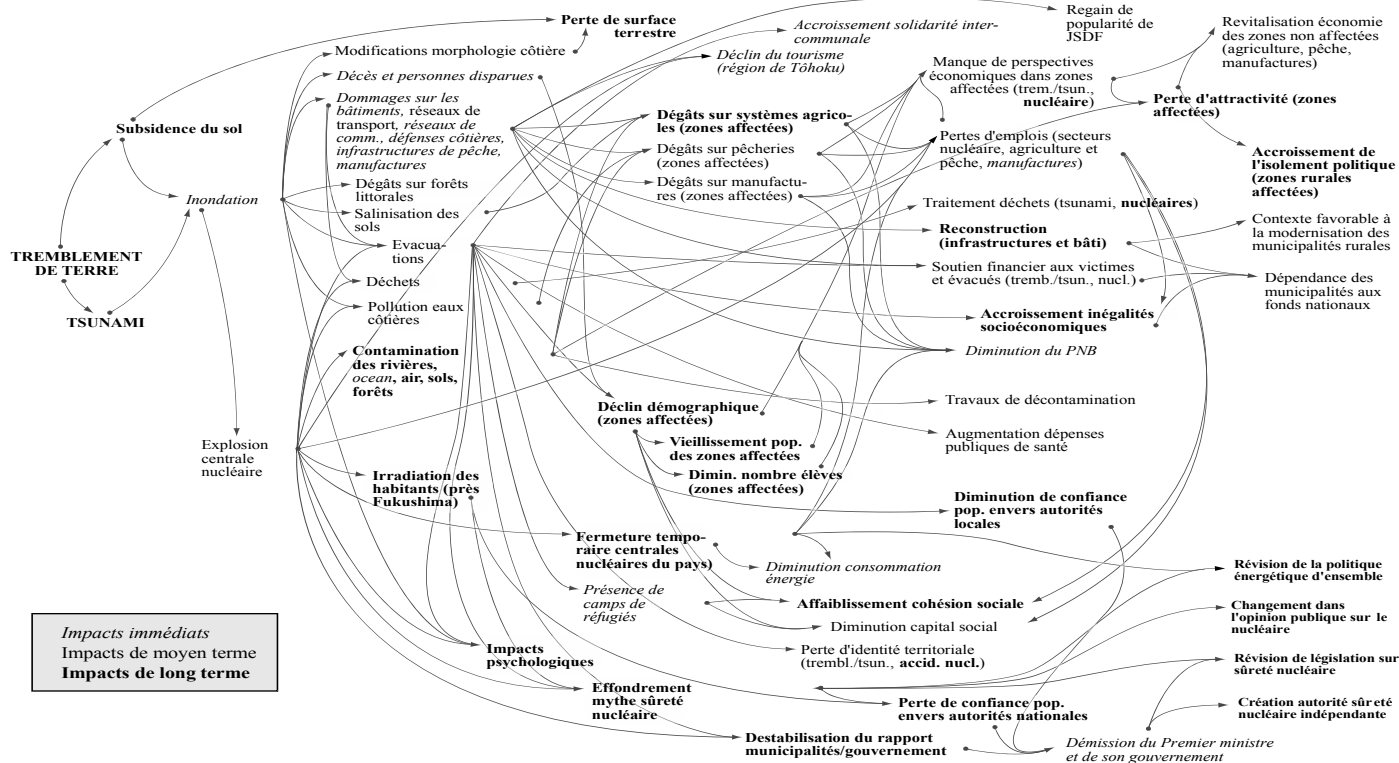 Perte de surface
terrestre
Modifications morphologie côtière
Décès et personnes disparues
Dommages sur les
bâtiments, réseaux de
transport, réseaux de
comm., défenses côtières,
infrastructures de pêche,
manufactures
Subsidence du sol
Inondation
Dégâts sur forêts
littorales
Salinisation des
sols
Evacua-
tions
Déchets
Pollution eaux
côtières
TREMBLEMENT
DE TERRE
TSUNAMI
Contamination
des rivières,
ocean, air, sols,
forêts
Explosion
centrale
nucléaire
Irradiation des
habitants (près
Fukushima)
Accroissement solidarité inter-
communale
Déclin du tourisme
(région de Tôhoku)
Dégâts sur systèmes agrico-
les (zones affectées)
Dégâts sur pêcheries
(zones affectées)
Dégâts sur manufactu-
res (zones affectées)
Déclin démographique
(zones affectées)
Vieillissement pop.
des zones affectées
Dimin. nombre élèves
(zones affectées)
Fermeture tempo-
raire centrales
nucléaires du pays)
Présence de
camps de
réfugiés
Impacts
psychologiques
Effondrement
mythe sûreté
nucléaire
Destabilisation du rapport
municipalités/gouvernement
Regain de
popularité de
JSDF
Manque de perspectives
économiques dans zones
affectées (trem./tsun.,
nucléaire)
Pertes d'emplois (secteurs
nucléaire, agriculture et
pêche, manufactures)
Traitement déchets (tsunami, nucléaires)
Reconstruction
(infrastructures et bâti)
Soutien financier aux victimes
et évacués (tremb./tsun., nucl.)
Accroissement inégalités
socioéconomiques
Diminution du PNB
Travaux de décontamination
Augmentation dépenses
publiques de santé
Diminution de confiance
pop. envers autorités
locales
Diminution consommation
énergie
Affaiblissement cohésion sociale
Diminution capital social
Perte d'identité territoriale
(trembl./tsun., accid. nucl.)
Perte de confiance pop.
envers autorités nationales
Démission du Premier ministre
et de son gouvernement
Revitalisation économie
des zones non affectées
(agriculture, pêche,
manufactures)
Perte d'attractivité (zones
affectées)
Accroissement de
l'isolement politique
(zones rurales
affectées)
Contexte favorable à
la modernisation des
municipalités rurales
Dépendance des
municipalités aux
fonds nationaux
Révision de la politique
énergétique d'ensemble
Changement dans
l'opinion publique sur le
nucléaire
Révision de législation sur
sûreté nucléaire
Création autorité sûreté
nucléaire indépendante
Impacts immédiats
Impacts de moyen terme
Impacts de long terme